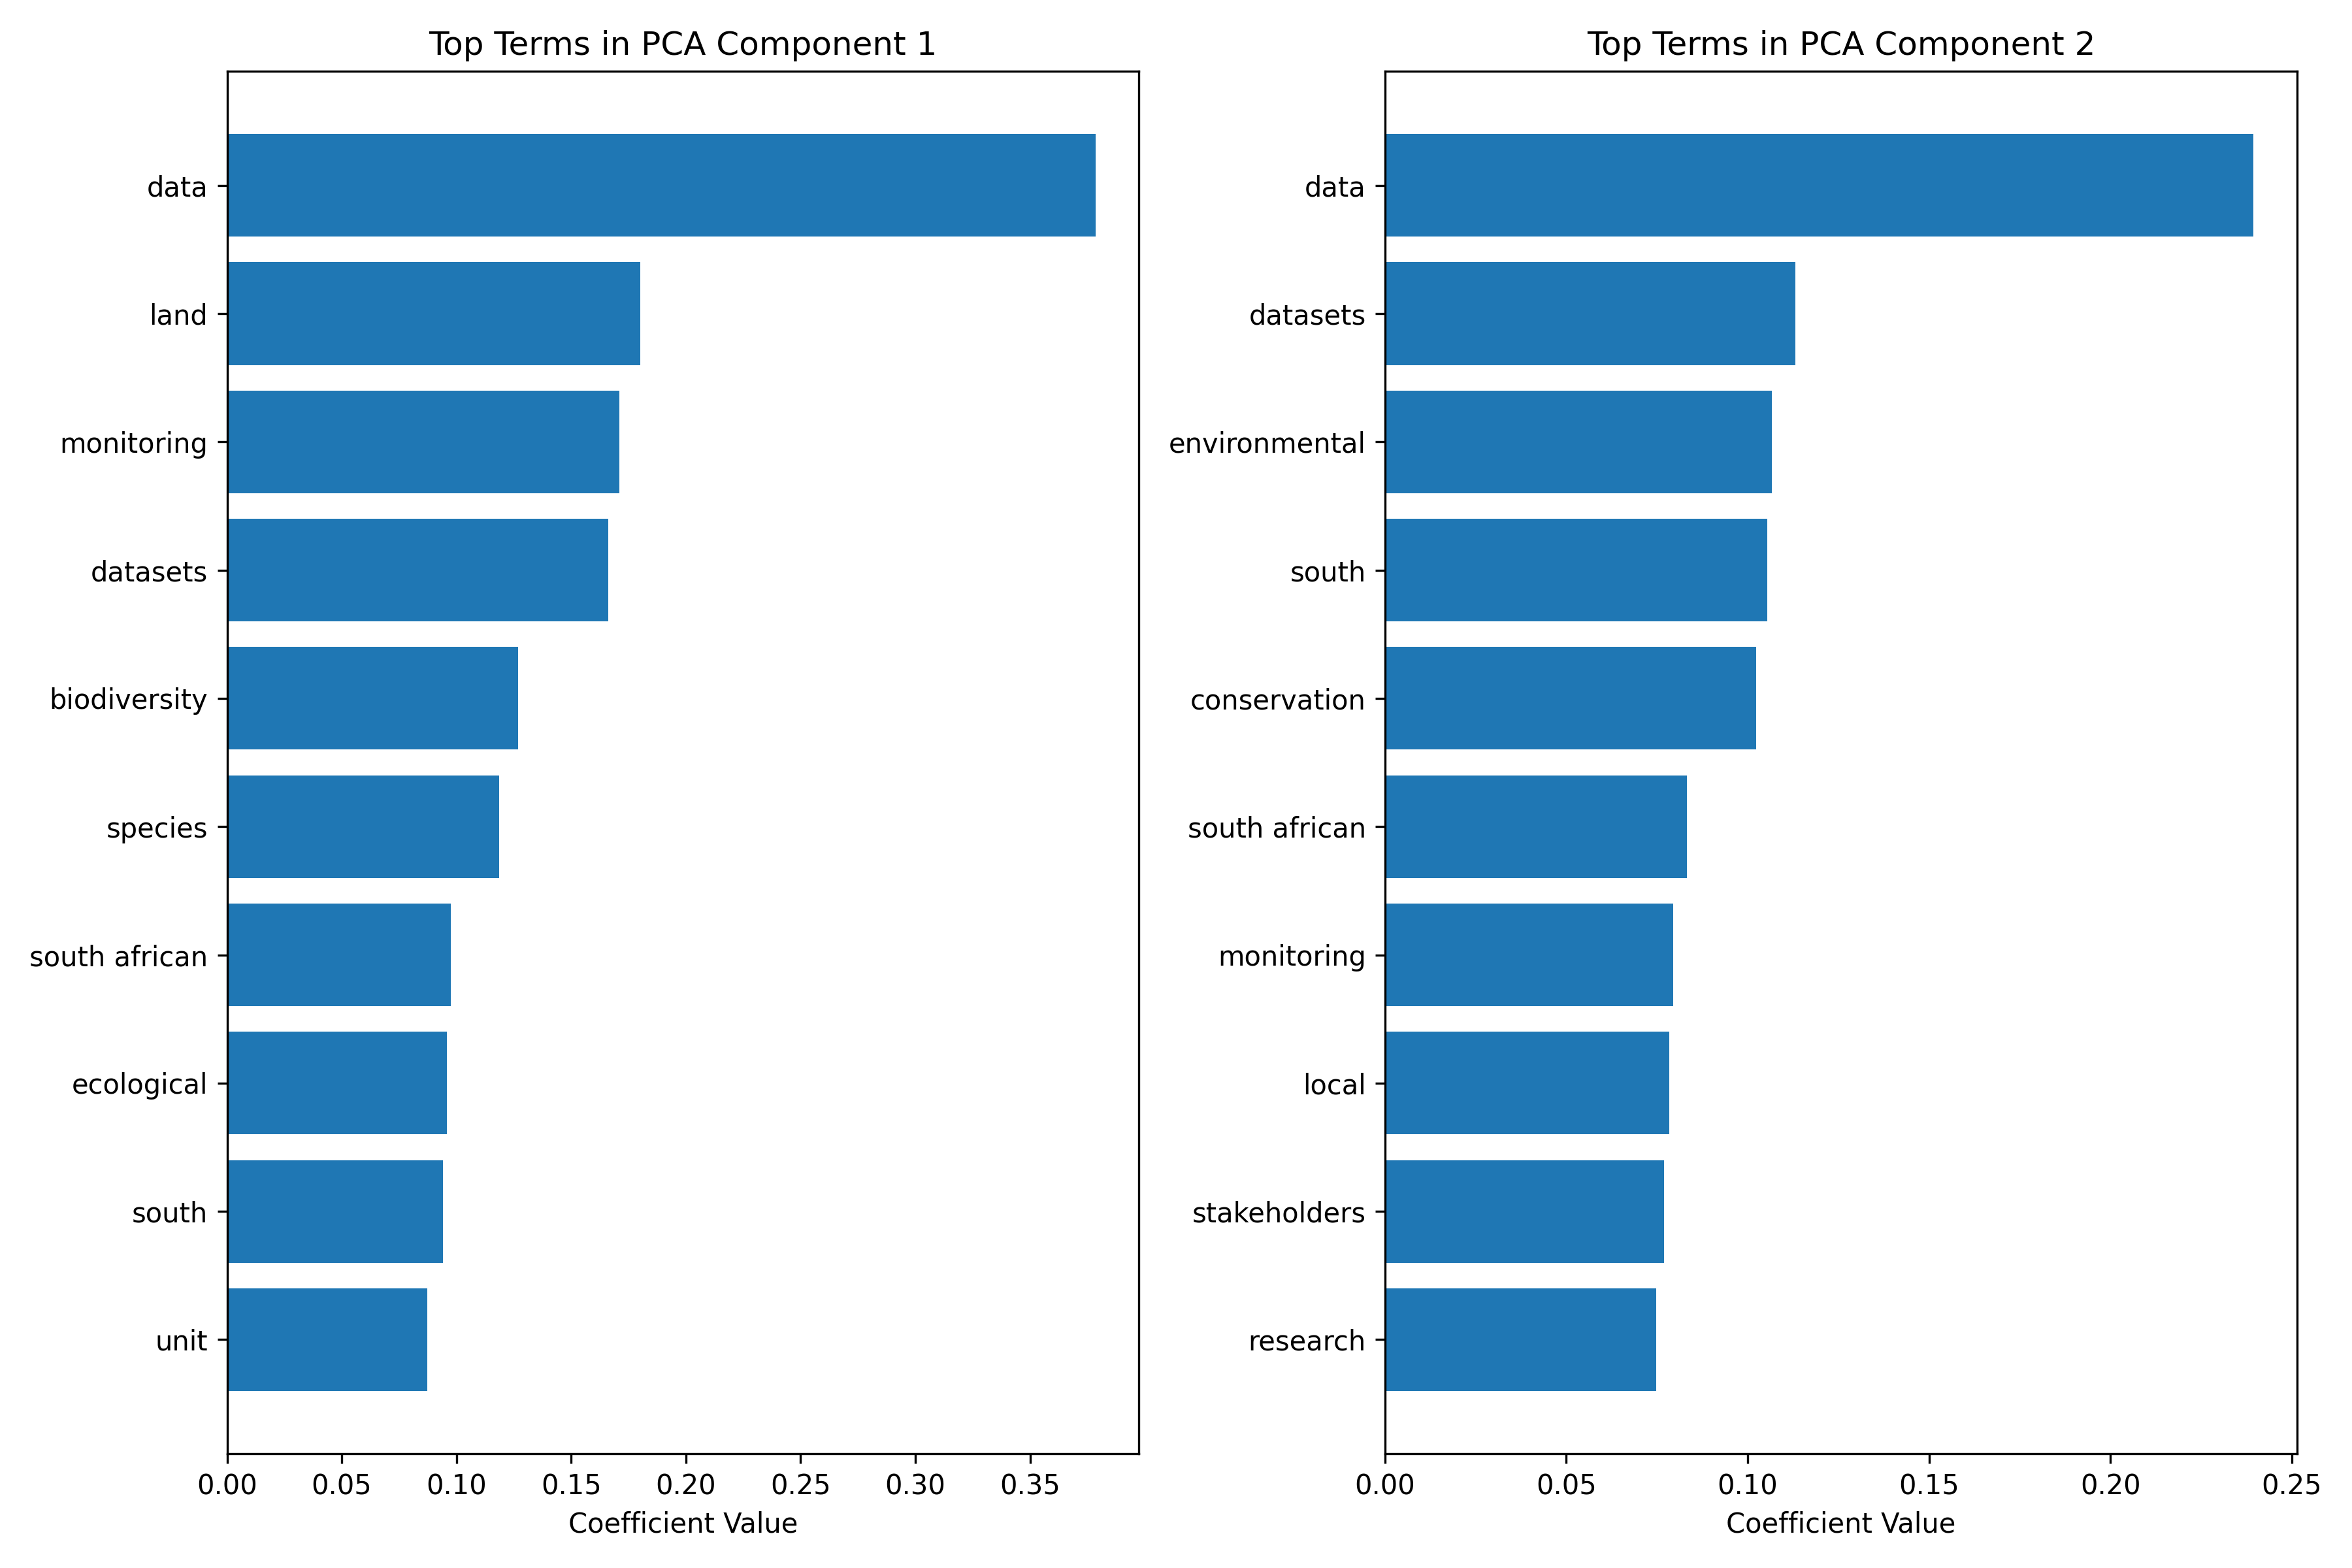 Top Terms in PCA Component 1
data
land
monitoring
datasets
biodiversity
species
south african
ecological
south
unit
0.00 0.05 0.10 0.15 0.20 0.25 0.30 0.35
Coefficient Value
Top Terms in PCA Component 2
data
datasets
environmental
south
conservation
south african
monitoring
local
stakeholders
research
0.00 0.05 0.10 0.15 0.20 0.25
Coefficient Value